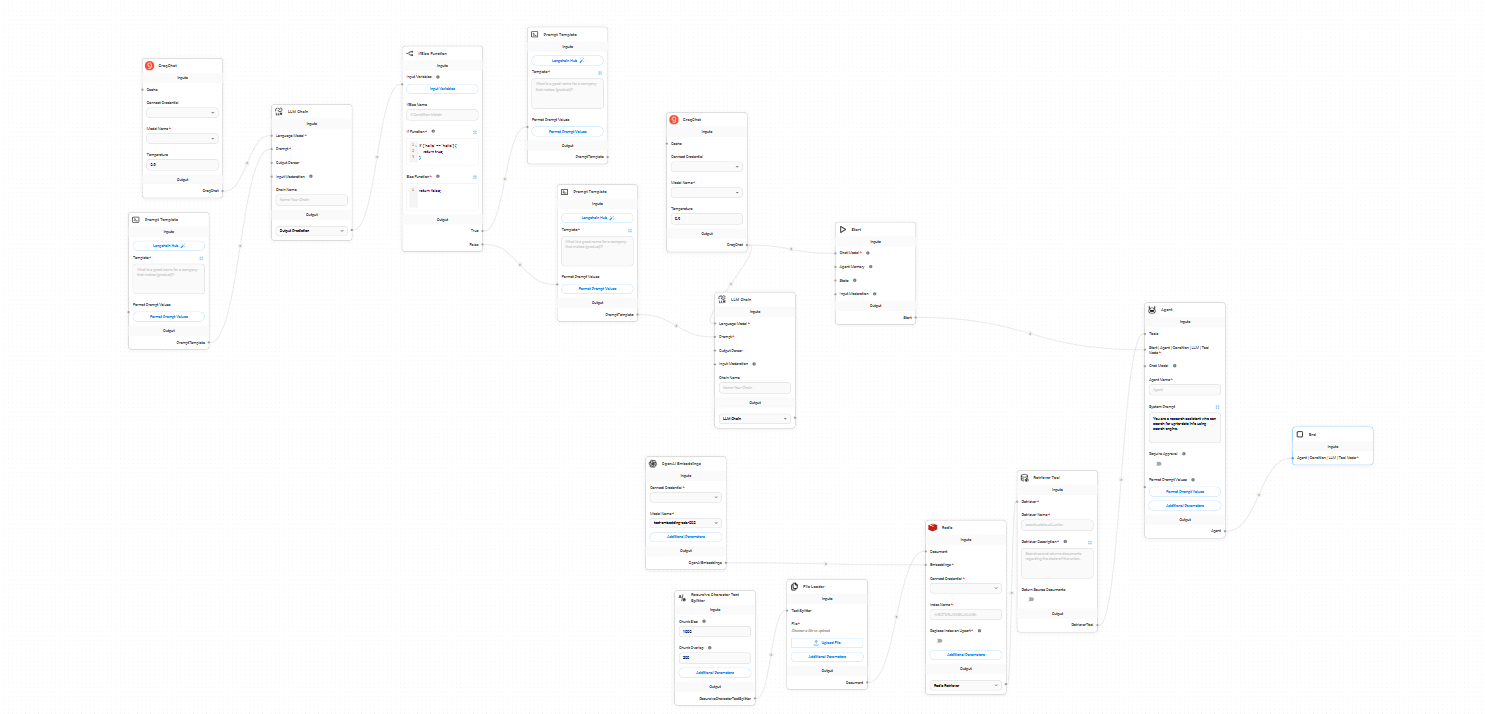 GroqChat
Inputs
Cache
Connect Credential
Model Name *
Temperature
0.9
Output
GroqChat
Prompt Template
Inputs
Langchain Hub
Template *
What is a good name for a company that makes {product}?
Format Prompt Values
Format Prompt Values
Output
PromptTemplate
LLM Chain
Inputs
Language Model *
Prompt *
Output Parser
Input Moderation
Chain Name
Name Your Chain
Output
Output Prediction
IfElse Function
Inputs
Input Variables
Input Variables
IfElse Name
If Condition Match
If Function *
1 if ("hello" == "hello") {
2 return true;
3 }
Else Function *
1 return false;
Output
True
False
Prompt Template
Inputs
Langchain Hub
Template *
What is a good name for a company that makes {product}?
Format Prompt Values
Format Prompt Values
Output
PromptTemplate
Prompt Template
Inputs
Langchain Hub
Template *
What is a good name for a company that makes {product}?
Format Prompt Values
Format Prompt Values
Output
PromptTemplate
GroqChat
Inputs
Cache
Connect Credential
Model Name *
Temperature
0.9
Output
GroqChat
LLM Chain
Inputs
Language Model *
Prompt *
Output Parser
Input Moderation
Chain Name
Name Your Chain
Output
LLM Chain
Start
Inputs
Chat Model *
Agent Memory
State
Input Moderation
Output
Start
OpenAI Embeddings
Inputs
Connect Credential *
Model Name *
text-embedding-ada-002
Additional Parameters
Output
OpenAIEmbeddings
Recursive Character Text
Splitter
Inputs
Chunk Size
1000
Chunk Overlap
200
Additional Parameters
Output
RecursiveCharacterTextSplitter
File Loader
Inputs
TextSplitter
File *
Choose a file to upload
Upload File
Additional Parameters
Output
Document
Redis
Inputs
Document
Embeddings *
Connect Credential *
Index Name *
Replace Index on Upsert *
Additional Parameters
Output
Redis Retriever
Retriever Tool
Inputs
Retriever *
Retriever Name *
Retriever Description *
Return Source Documents
Output
RetrieverTool
Agent
Inputs
Tools
Start | Agent | Condition | LLM | Tool
Node *
Chat Model
Agent Name *
Agent
System Prompt
You are a research assistant who can
search for up-to-date info using
search engine.
Require Approval
Format Prompt Values
Format Prompt Values
Additional Parameters
Output
Agent
End
Inputs
Agent | Condition | LLM | Tool Node *